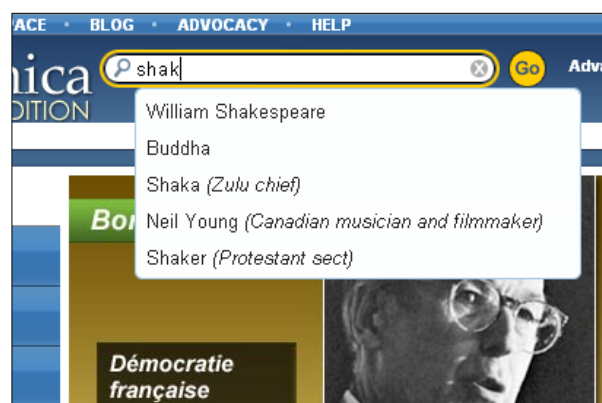 ACE · BLOG · ADVOCACY · HELP
nica
DITION
shak
Go
Adva
William Shakespeare
Buddha
Shaka (Zulu chief)
Bor
Neil Young (Canadian musician and filmmaker)
Shaker (Protestant sect)
Démocratie
française